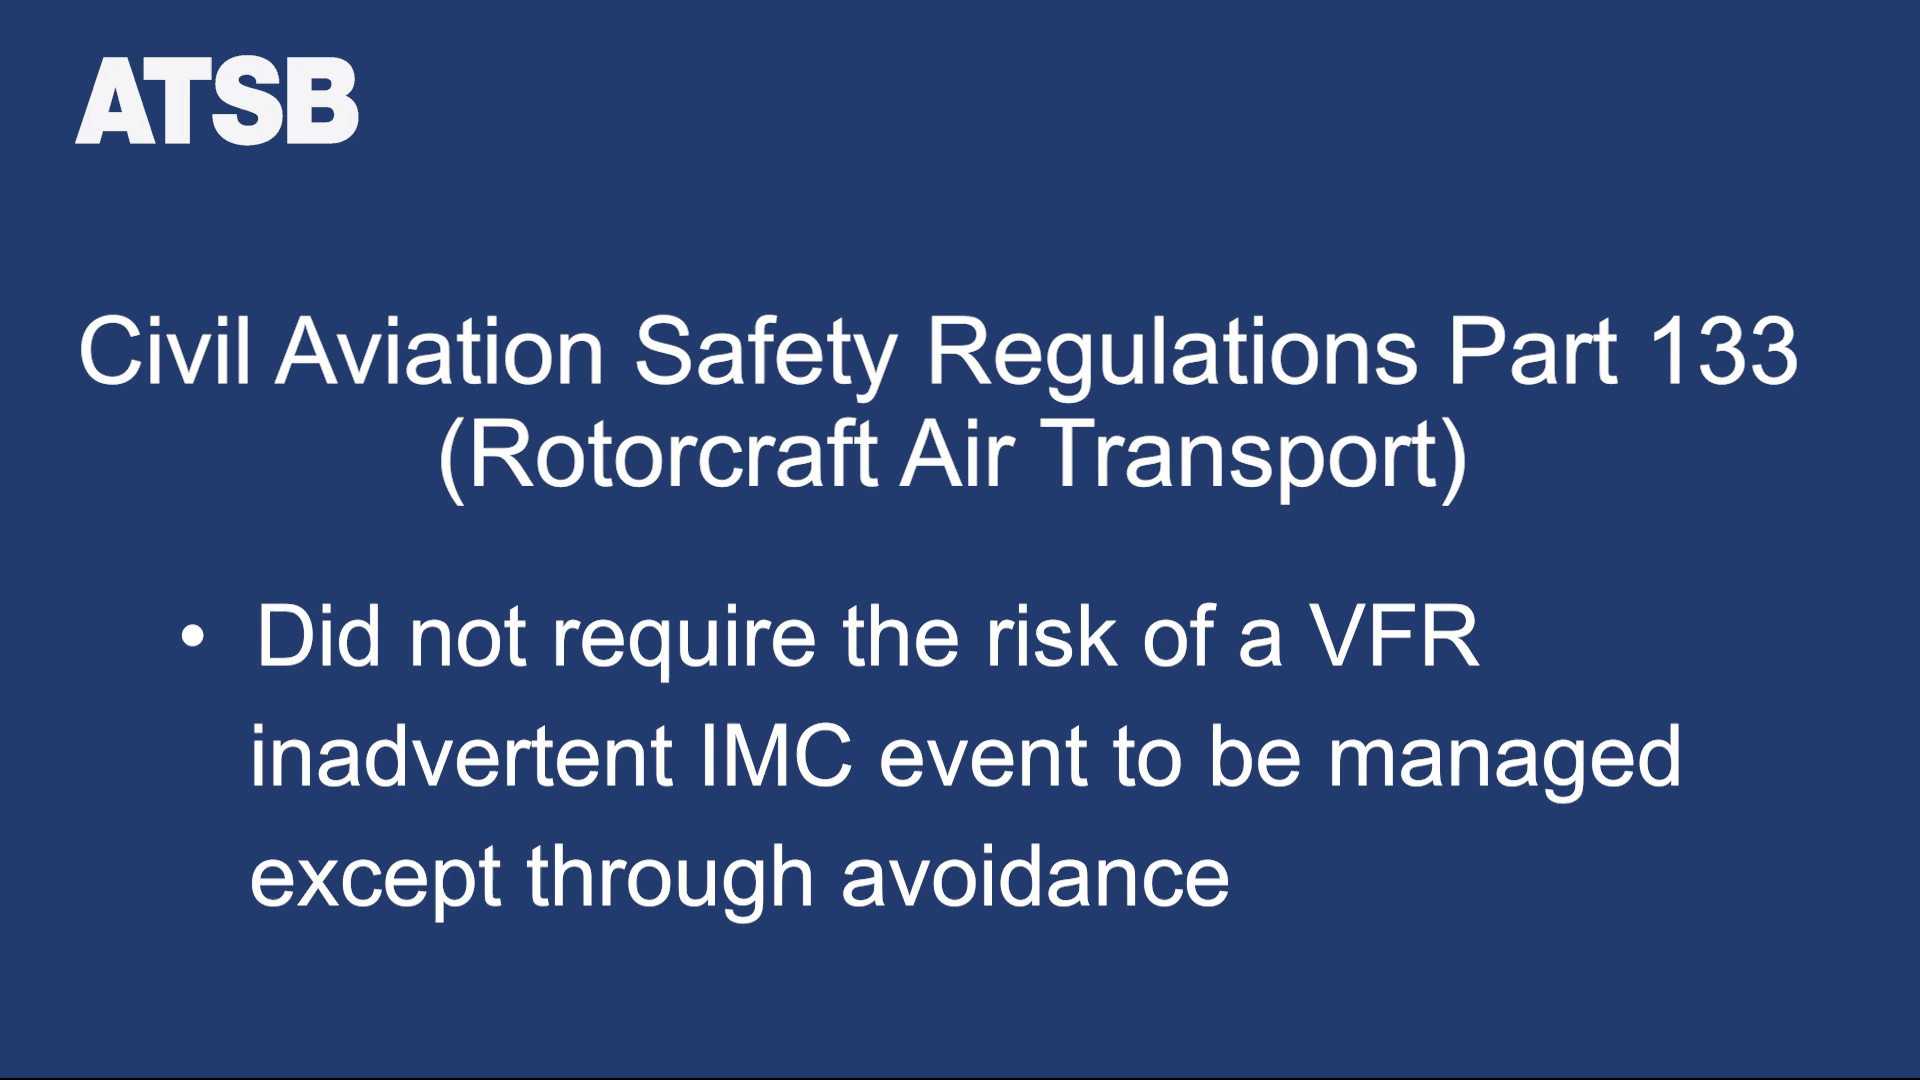 ATSB
Civil Aviation Safety Regulations Part 133
(Rotorcraft Air Transport)
• Did not require the risk of a VFR
inadvertent IMC event to be managed
except through avoidance